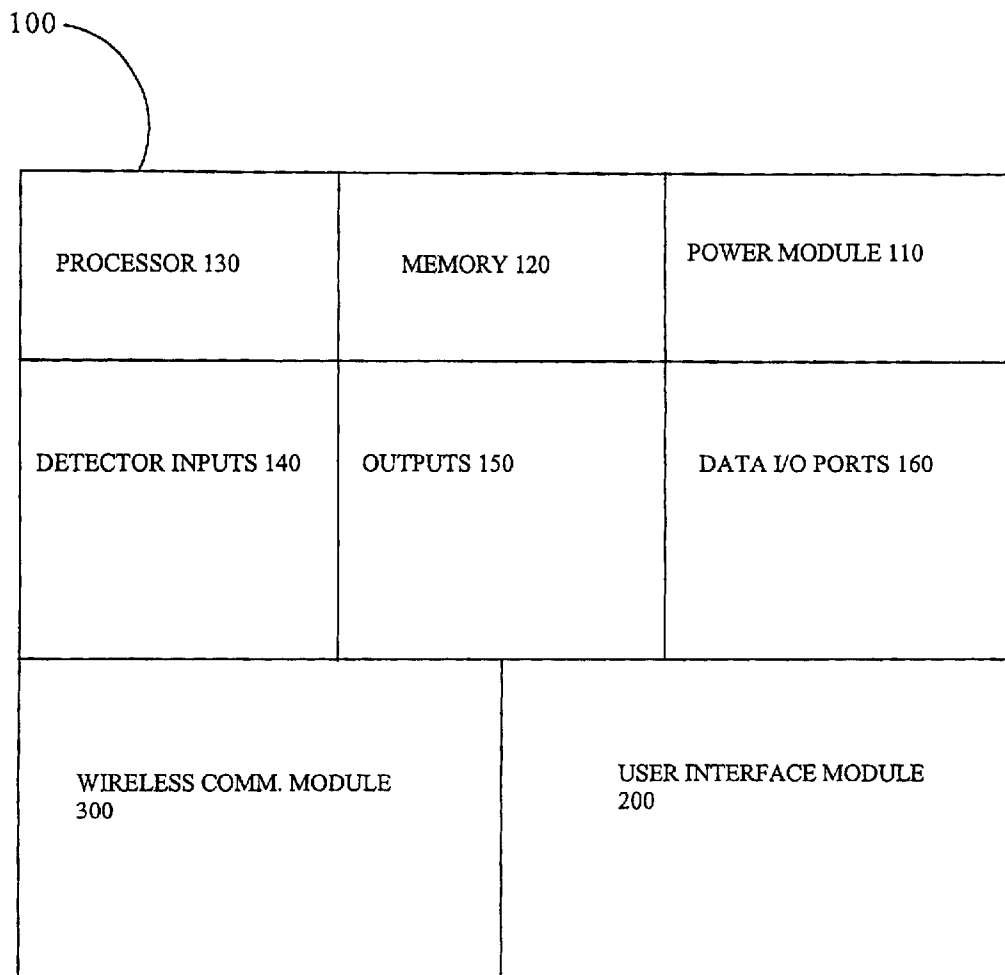 100
PROCESSOR 130
MEMORY 120
POWER MODULE 110
DETECTOR INPUTS 140
OUTPUTS 150
DATA I/O PORTS 160
WIRELESS COMM. MODULE
300
USER INTERFACE MODULE
200